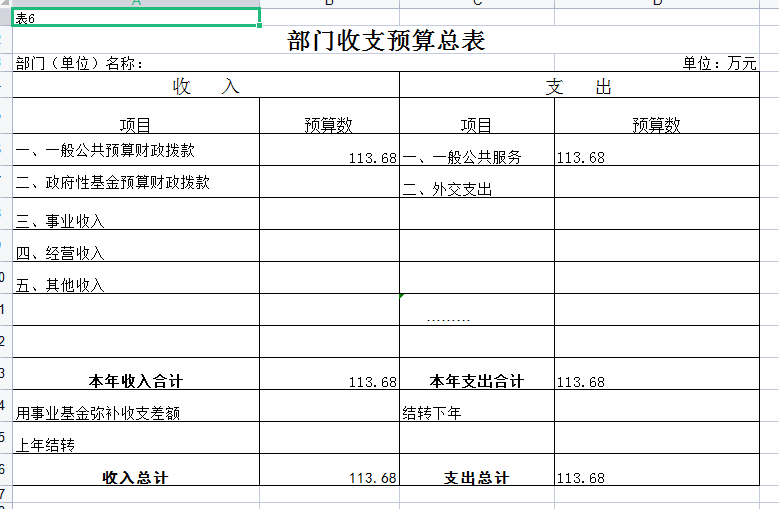 A B C D
表6
部门收支预算总表
部门（单位）名称： 单位：万元
收 入 支 出
项目 预算数 项目 预算数
一、一般公共预算财政拨款 113.68 一、一般公共服务 113.68
二、政府性基金预算财政拨款 二、外交支出
三、事业收入
四、经营收入
五、其他收入
………
本年收入合计 113.68 本年支出合计 113.68
用事业基金弥补收支差额 结转下年
上年结转
收入总计 113.68 支出总计 113.68